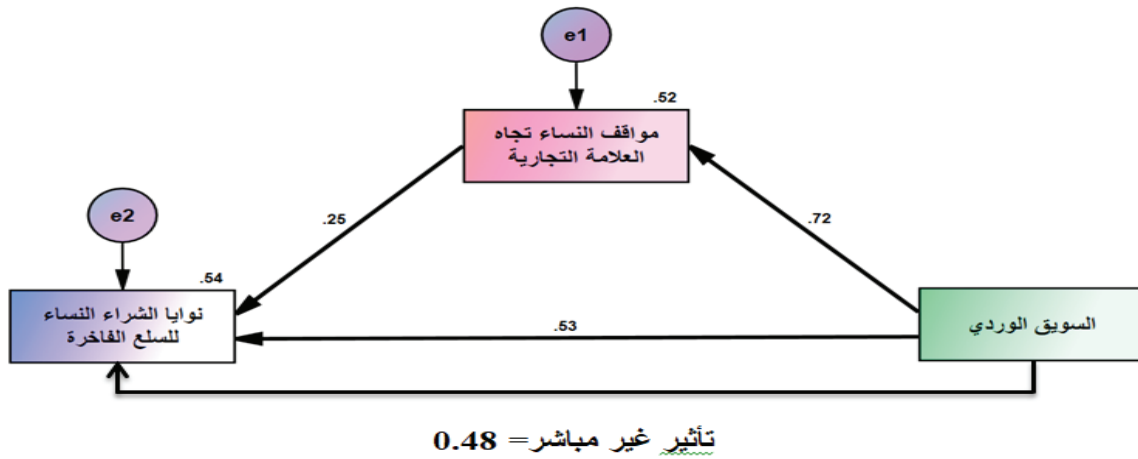 e1
.52
مواقف النساء تجاه
العلامة التجارية
e2
.25
.72
.54
نوايا الشراء النساء
للسلع الفاخرة
.53
السويق الوردي
تأثير غير مباشر= 0.48